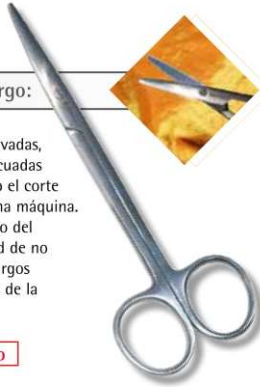 rgo:
vadas,
cuadas
o el corte
na máquina.
o del
d de no
rgos
de la